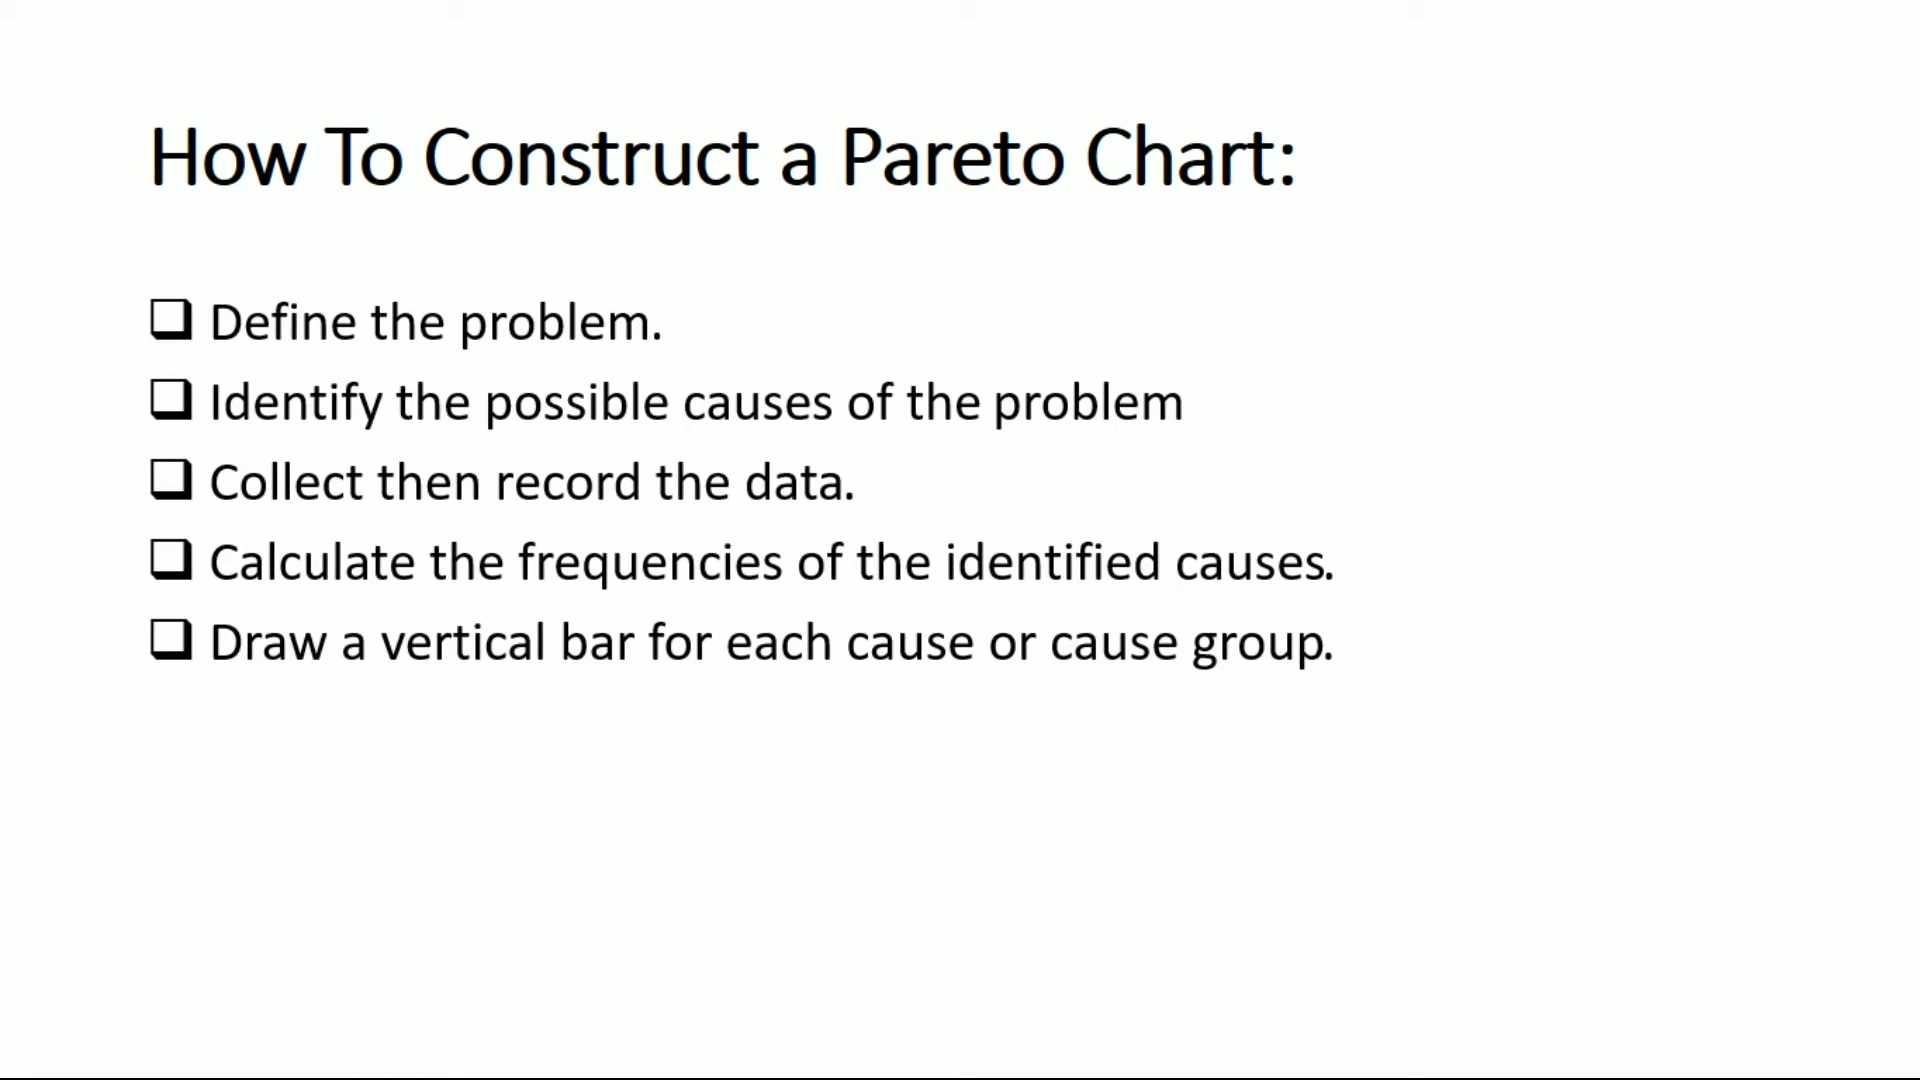 How To Construct a Pareto Chart:
❑ Define the problem.
❑ Identify the possible causes of the problem
❑ Collect then record the data.
❑ Calculate the frequencies of the identified causes.
❑ Draw a vertical bar for each cause or cause group.